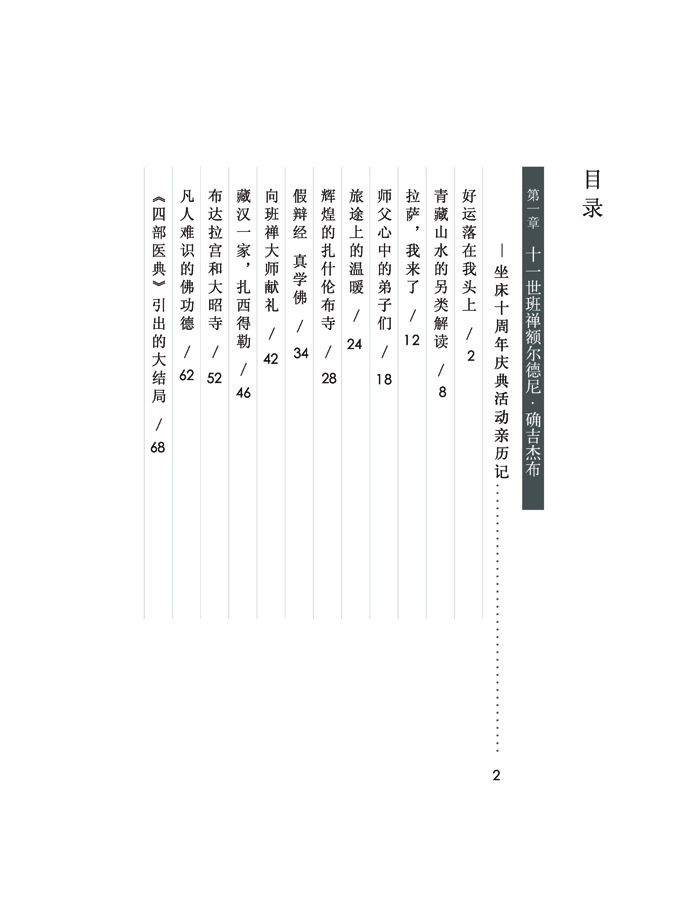 目录
第一章 十一世班禅额尔德尼·确吉杰布
—坐床十周年庆典活动亲历记……………………2
好运落在我头上 / 2
青藏山水的另类解读 / 8
拉萨，我来了 / 12
师父心中的弟子们 / 18
旅途上的温暖 / 24
辉煌的扎什伦布寺 / 28
假辩经 真学佛 / 34
向班禅大师献礼 / 42
藏汉一家，扎西得勒 / 46
布达拉宫和大昭寺 / 52
凡人难识的佛功德 / 62
《四部医典》引出的大结局 / 68